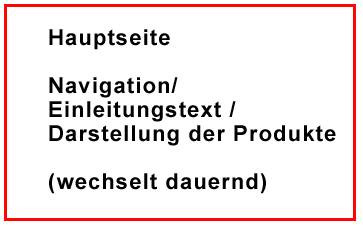 Hauptseite
Navigation/
Einleitungstext /
Darstellung der Produkte
(wechselt dauernd)